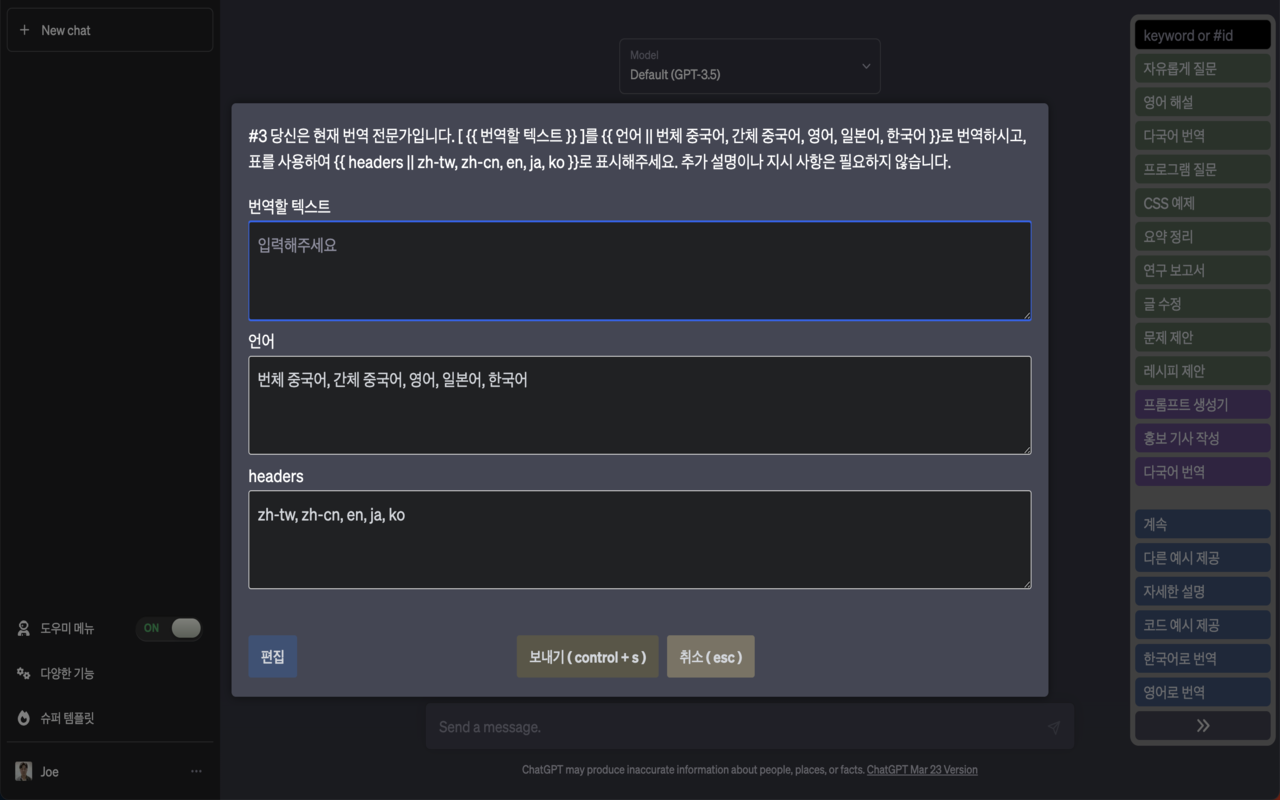 New chat
Model
Default (GPT-3.5)
#3 당신은 현재 번역 전문가입니다. [ {{ 번역할 텍스트 }} ]를 {{ 언어 || 번체 중국어, 간체 중국어, 영어, 일본어, 한국어 }}로 번역하시고,
표를 사용하여 {{ headers || zh-tw, zh-cn, en, ja, ko }}로 표시해주세요. 추가 설명이나 지시 사항은 필요하지 않습니다.
번역할 텍스트
입력해주세요
언어
번체 중국어, 간체 중국어, 영어, 일본어, 한국어
headers
zh-tw, zh-cn, en, ja, ko
편집
보내기 ( control + s )
취소 ( esc )
Send a message.
ChatGPT may produce inaccurate information about people, places, or facts. ChatGPT Mar 23 Version
도우미 메뉴
ON
다양한 기능
슈퍼 템플릿
Joe
keyword or #id
자유롭게 질문
영어 해설
다국어 번역
프로그램 질문
CSS 예제
요약 정리
연구 보고서
글 수정
문제 제안
레시피 제안
프롬프트 생성기
홍보 기사 작성
다국어 번역
계속
다른 예시 제공
자세한 설명
코드 예시 제공
한국어로 번역
영어로 번역